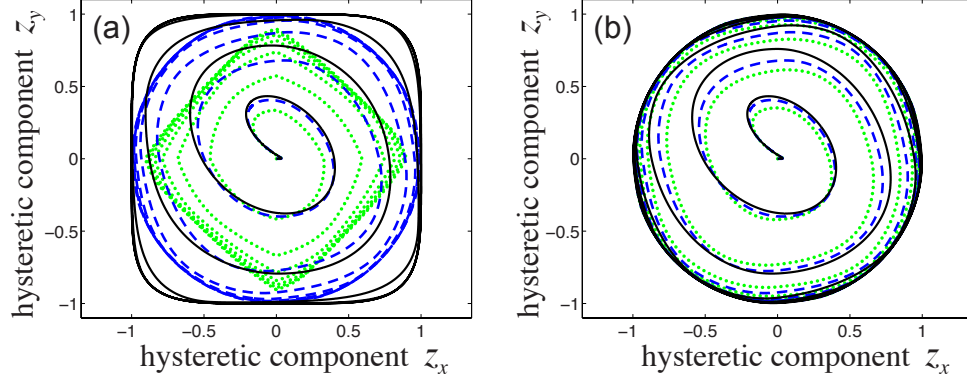 (a)
hysteretic component z_y
1
0.5
0
−0.5
−1
−1 −0.5 0 0.5 1
hysteretic component z_x
(b)
hysteretic component z_y
1
0.5
0
−0.5
−1
−1 −0.5 0 0.5 1
hysteretic component z_x